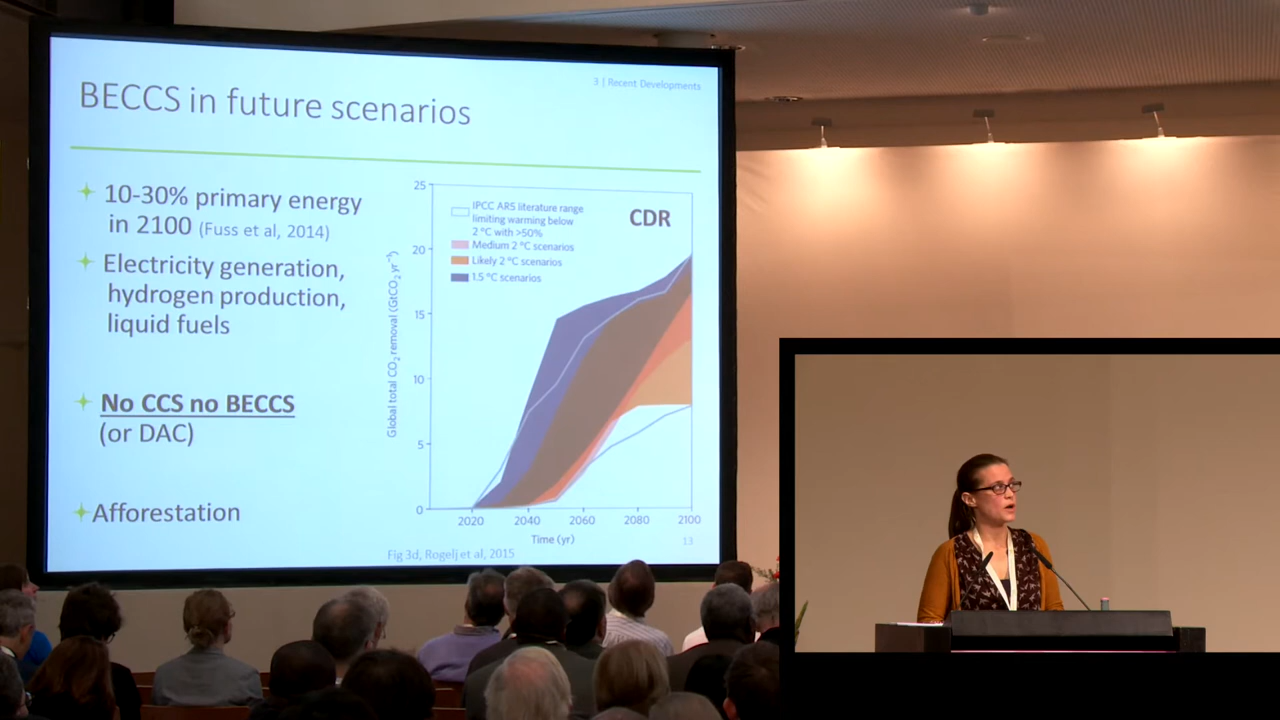 3 | Recent Developments
BECCS in future scenarios
10-30% primary energy
in 2100 (Fuss et al, 2014)
Electricity generation,
hydrogen production,
liquid fuels
No CCS no BECCS
(or DAC)
Afforestation
CDR
IPCC AR5 literature range
limiting warming below
2 °C with >50%
Medium 2 °C scenarios
Likely 2 °C scenarios
1.5 °C scenarios
Global total CO₂ removal (GtCO₂ yr⁻¹)
25
20
15
10
5
0
2020 2040 2060 2080 2100
Time (yr)
Fig 3d, Rogelj et al, 2015
13